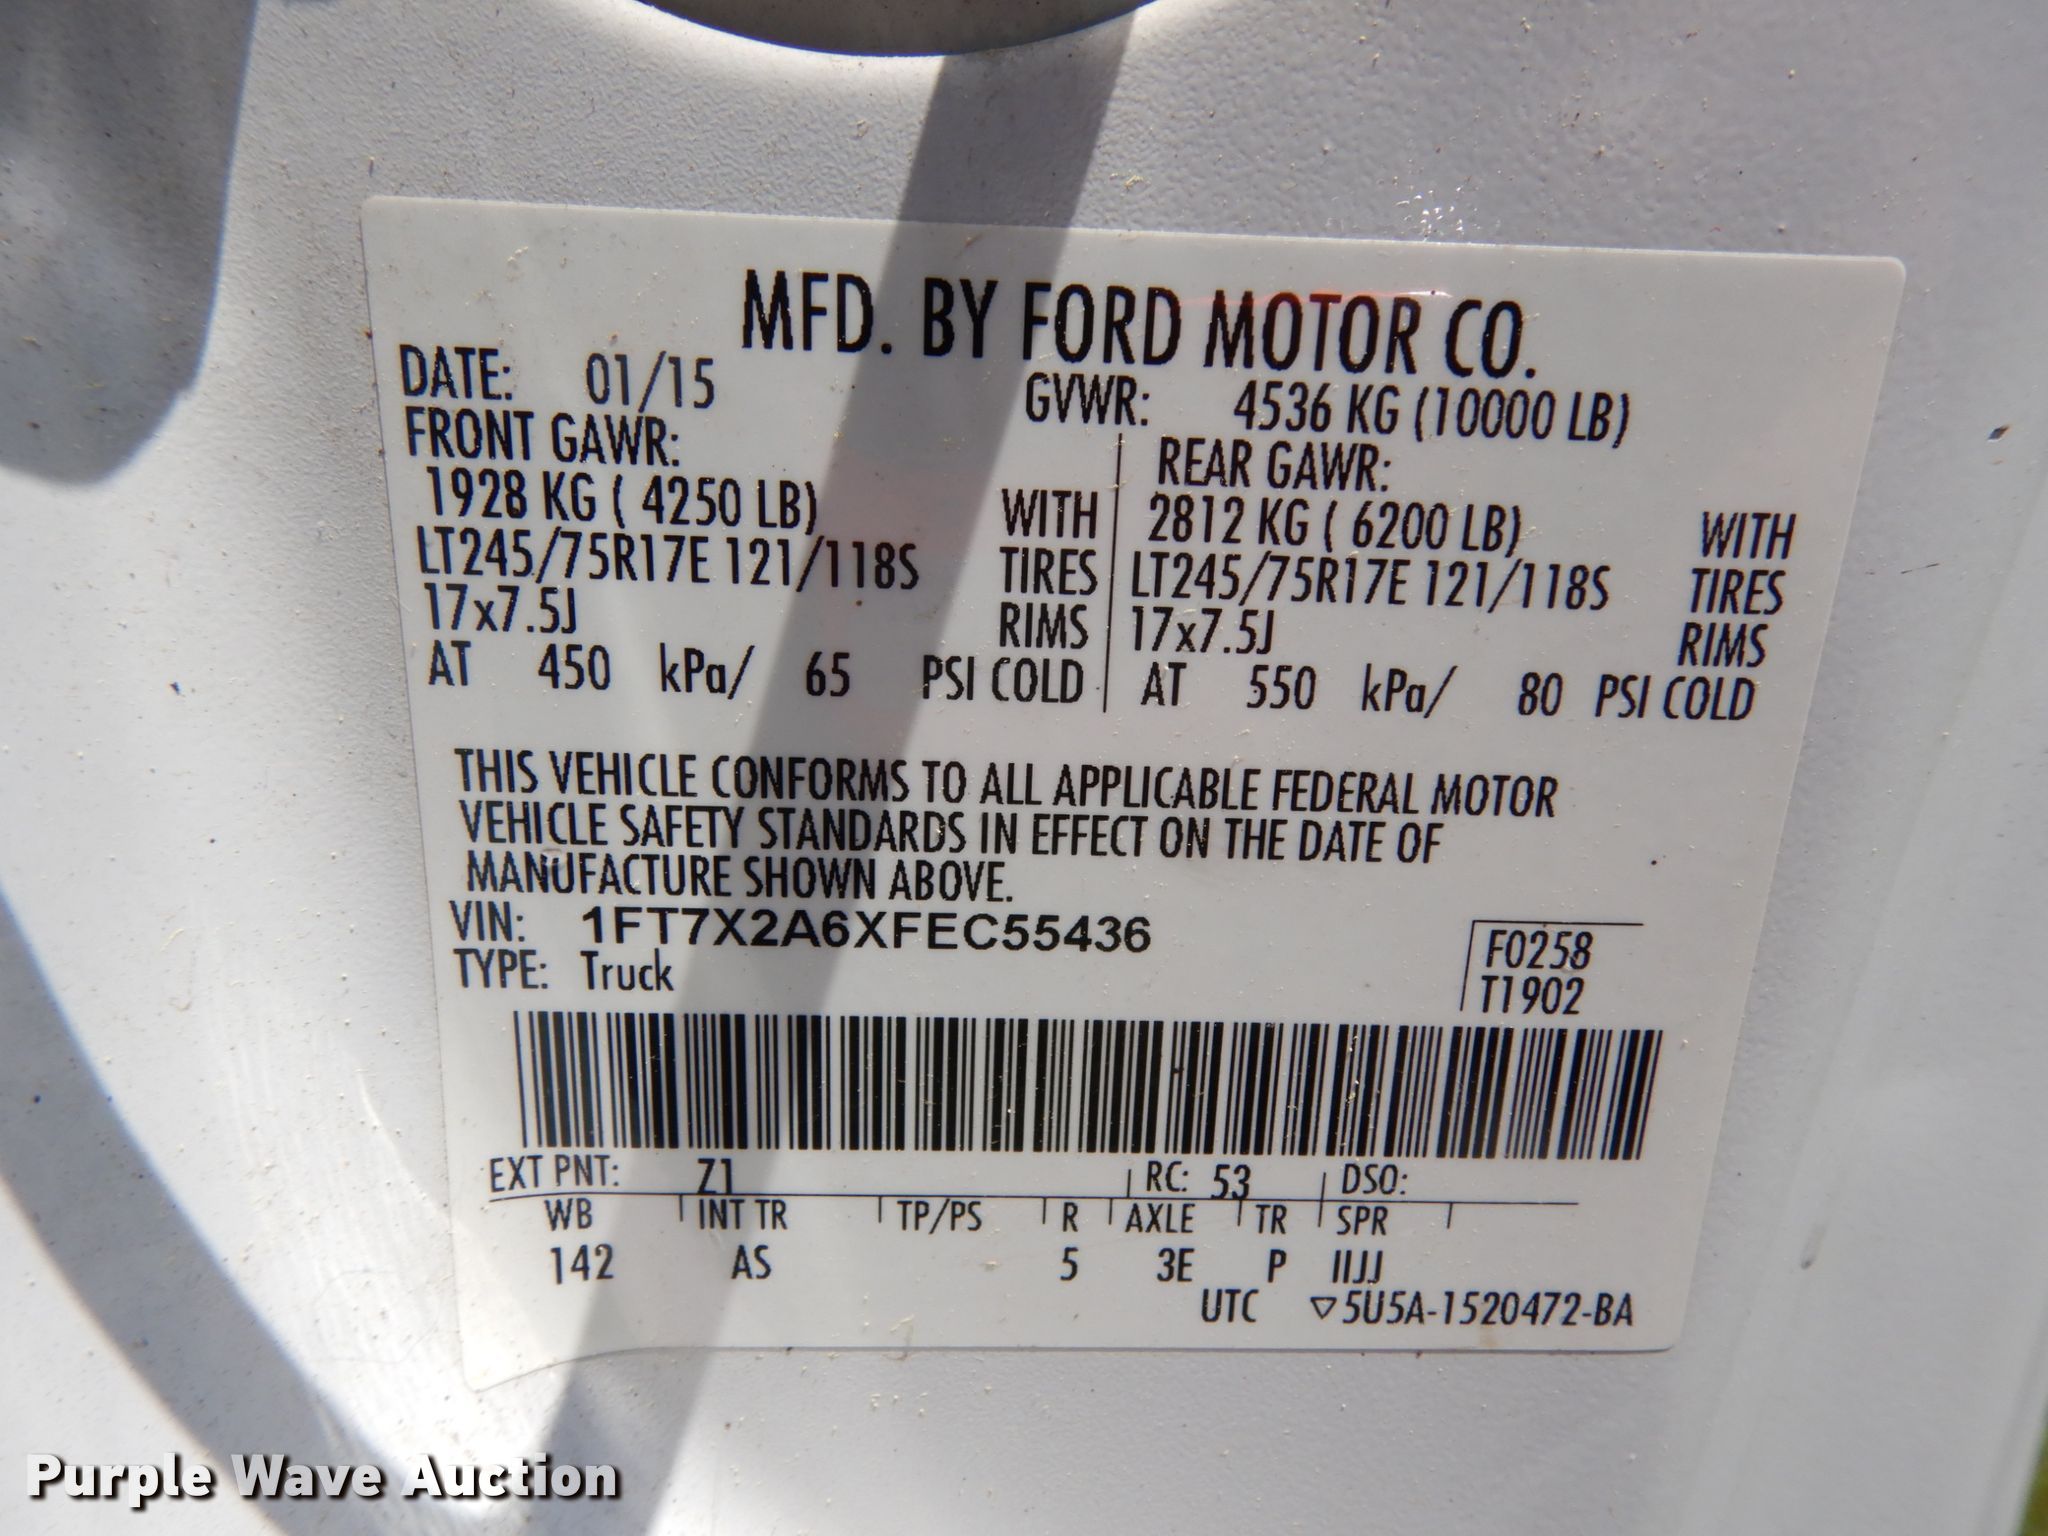 MFD. BY FORD MOTOR CO.
DATE: 01/15 GVWR: 4536 KG (10000 LB)
FRONT GAWR: REAR GAWR:
1928 KG ( 4250 LB) WITH 2812 KG ( 6200 LB) WITH
LT245/75R17E 121/118S TIRES LT245/75R17E 121/118S TIRES
17x7.5J RIMS 17x7.5J RIMS
AT 450 kPa/ 65 PSI COLD AT 550 kPa/ 80 PSI COLD
THIS VEHICLE CONFORMS TO ALL APPLICABLE FEDERAL MOTOR
VEHICLE SAFETY STANDARDS IN EFFECT ON THE DATE OF
MANUFACTURE SHOWN ABOVE.
VIN: 1FT7X2A6XFEC55436 F0258
TYPE: Truck T1902
EXT PNT: Z1 RC: 53 DSO:
WB INT TR TP/PS R AXLE TR SPR
142 AS 5 3E P IIJJ
UTC ▽5U5A-1520472-BA
Purple Wave Auction